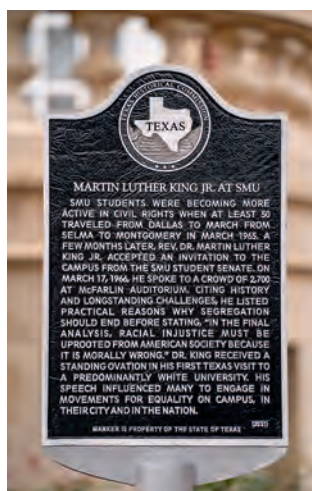 TEXAS HISTORICAL COMMISSION
TEXAS
MARTIN LUTHER KING JR. AT SMU
SMU STUDENTS WERE BECOMING MORE
ACTIVE IN CIVIL RIGHTS WHEN AT LEAST 50
TRAVELED FROM DALLAS TO MARCH FROM
SELMA TO MONTGOMERY IN MARCH 1965. A
FEW MONTHS LATER, REV. DR. MARTIN LUTHER
KING JR. ACCEPTED AN INVITATION TO THE
CAMPUS FROM THE SMU STUDENT SENATE. ON
MARCH 17, 1966, HE SPOKE TO A CROWD OF 2,700
AT McFARLIN AUDITORIUM. CITING HISTORY
AND LONGSTANDING CHALLENGES, HE LISTED
PRACTICAL REASONS WHY SEGREGATION
SHOULD END BEFORE STATING, "IN THE FINAL
ANALYSIS, RACIAL INJUSTICE MUST BE
UPROOTED FROM AMERICAN SOCIETY BECAUSE
IT IS MORALLY WRONG." DR. KING RECEIVED A
STANDING OVATION IN HIS FIRST TEXAS VISIT TO
A PREDOMINANTLY WHITE UNIVERSITY. HIS
SPEECH INFLUENCED MANY TO ENGAGE IN
MOVEMENTS FOR EQUALITY ON CAMPUS, IN
THEIR CITY AND IN THE NATION.
(2021)
MARKER IS PROPERTY OF THE STATE OF TEXAS